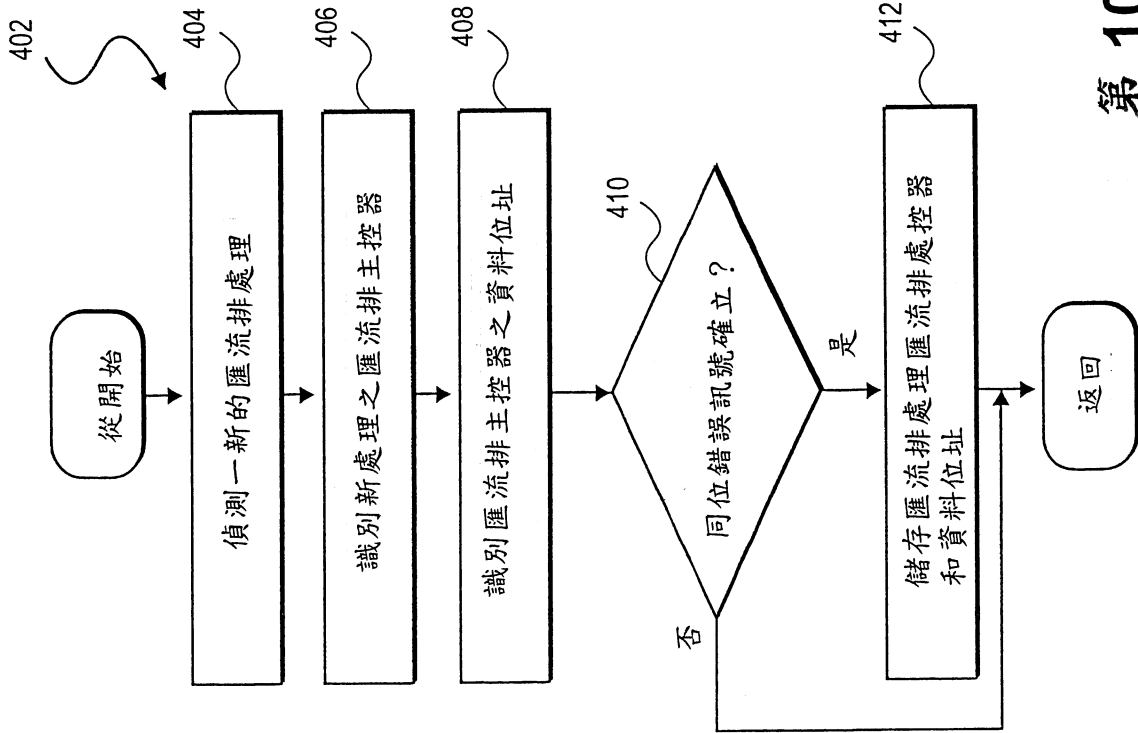 402
從開始
404
偵測一新的匯流排處理
406
識別新處理之匯流排主控器
408
識別匯流排主控器之資料位址
410
同位錯誤訊號確立？
否
是
412
儲存匯流排處理匯流排處控器
和資料位址
返回
第 10